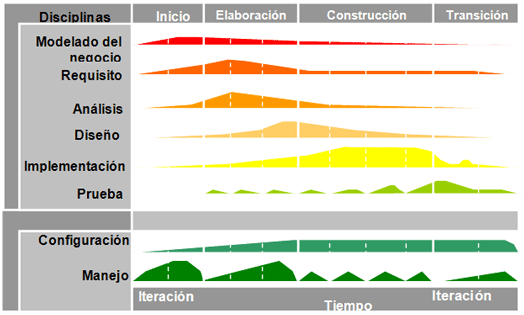 Disciplinas Inicio Elaboración Construcción Transición
Modelado del
negocio
Requisito
Análisis
Diseño
Implementación
Prueba
Configuración
Manejo
Iteración Tiempo Iteración